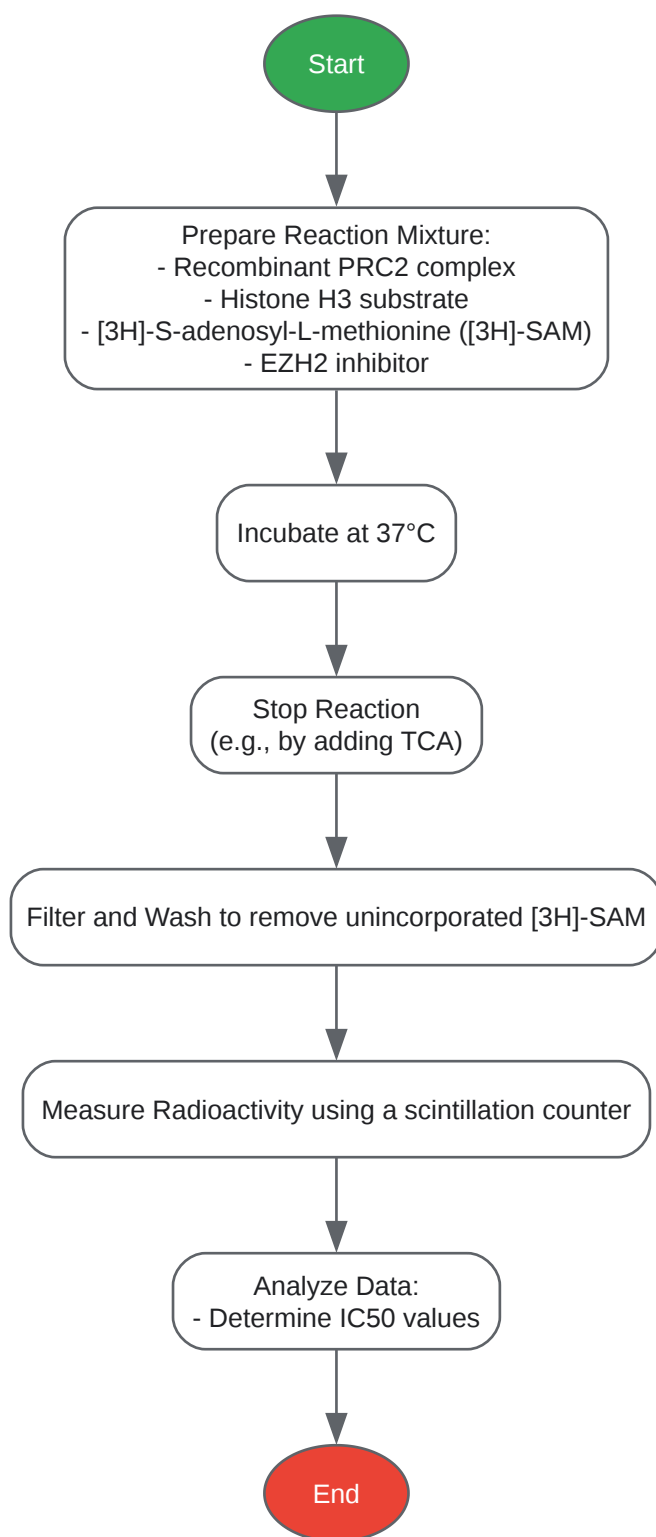 Start
Prepare Reaction Mixture:
- Recombinant PRC2 complex
- Histone H3 substrate
- [3H]-S-adenosyl-L-methionine ([3H]-SAM)
- EZH2 inhibitor
Incubate at 37°C
Stop Reaction
(e.g., by adding TCA)
Filter and Wash to remove unincorporated [3H]-SAM
Measure Radioactivity using a scintillation counter
Analyze Data:
- Determine IC50 values
End